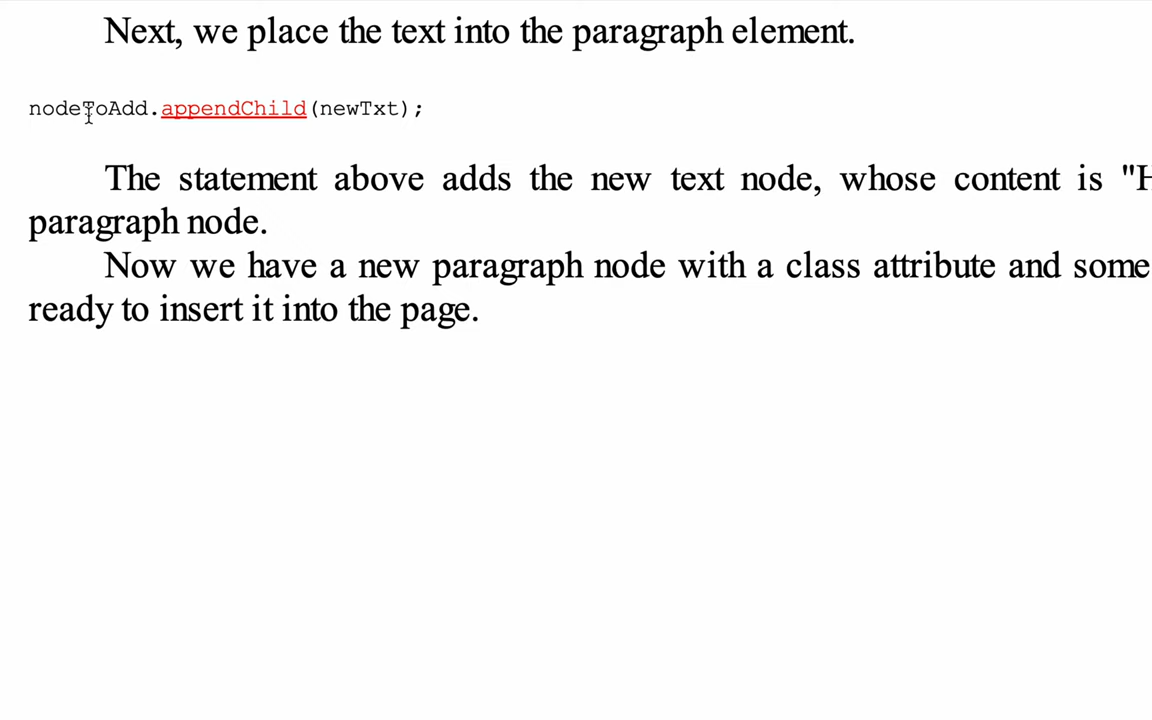 Next, we place the text into the paragraph element.
nodeToAdd.appendChild(newTxt);
The statement above adds the new text node, whose content is "H
paragraph node.
Now we have a new paragraph node with a class attribute and some
ready to insert it into the page.